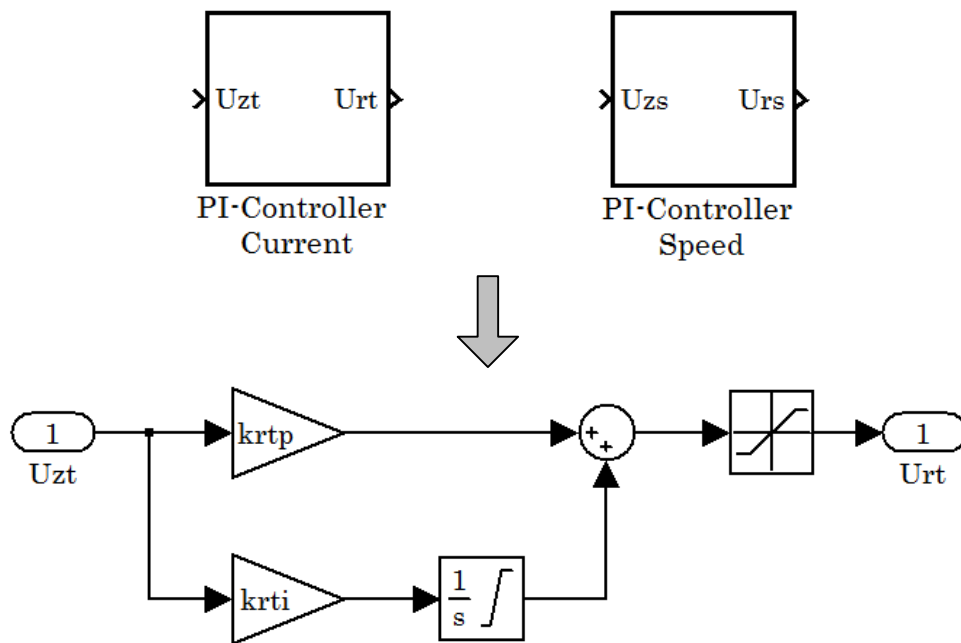 Uzt Urt
PI-Controller
Current
Uzs Urs
PI-Controller
Speed
1
Uzt
krtp
+
+
1
Urt
krti
1
s